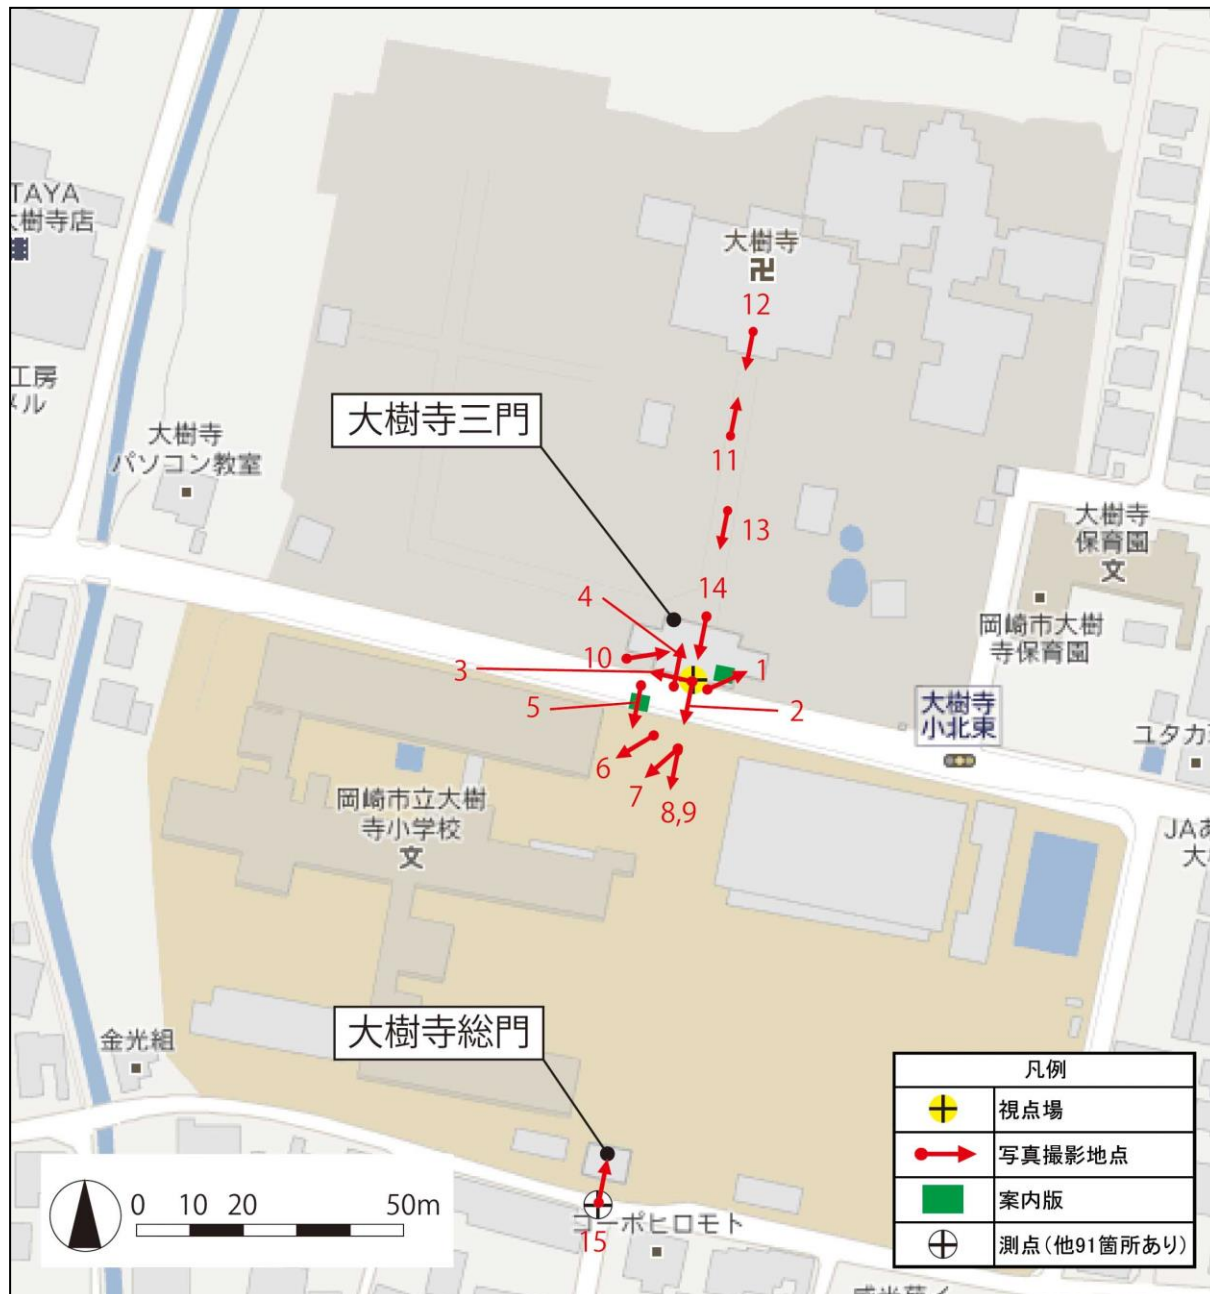 TAYA
大樹寺店
工房
メル
大樹寺
パソコン教室
大樹寺
12
大樹寺三門
11
13
大樹寺
保育園
文
岡崎市大樹
寺保育園
4
14
3
10
1
5
2
大樹寺
小北東
ユタカ
6
7
8,9
岡崎市立大樹
寺小学校
文
JAあ
金光組
大樹寺総門
15
コーポヒロモト
0 10 20 50m
凡例
視点場
写真撮影地点
案内版
測点(他91箇所あり)